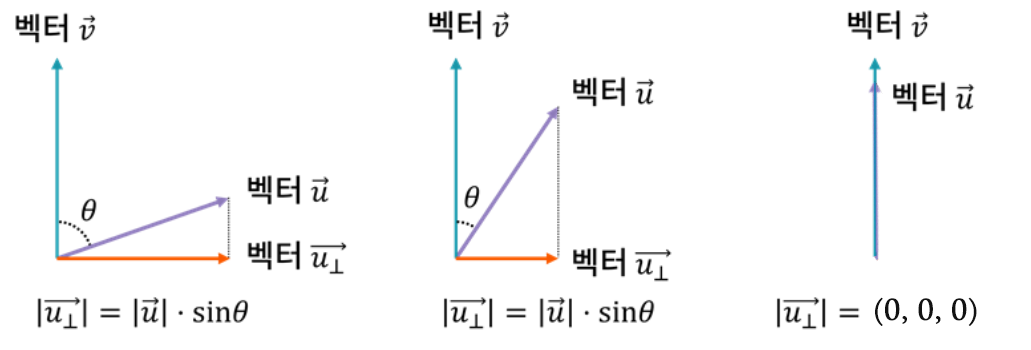 벡터 v⃗
θ
벡터 u⃗
벡터 u⊥⃗
|u⊥⃗| = |u⃗| · sinθ
벡터 v⃗
벡터 u⃗
θ
벡터 u⊥⃗
|u⊥⃗| = |u⃗| · sinθ
벡터 v⃗
벡터 u⃗
|u⊥⃗| = (0, 0, 0)